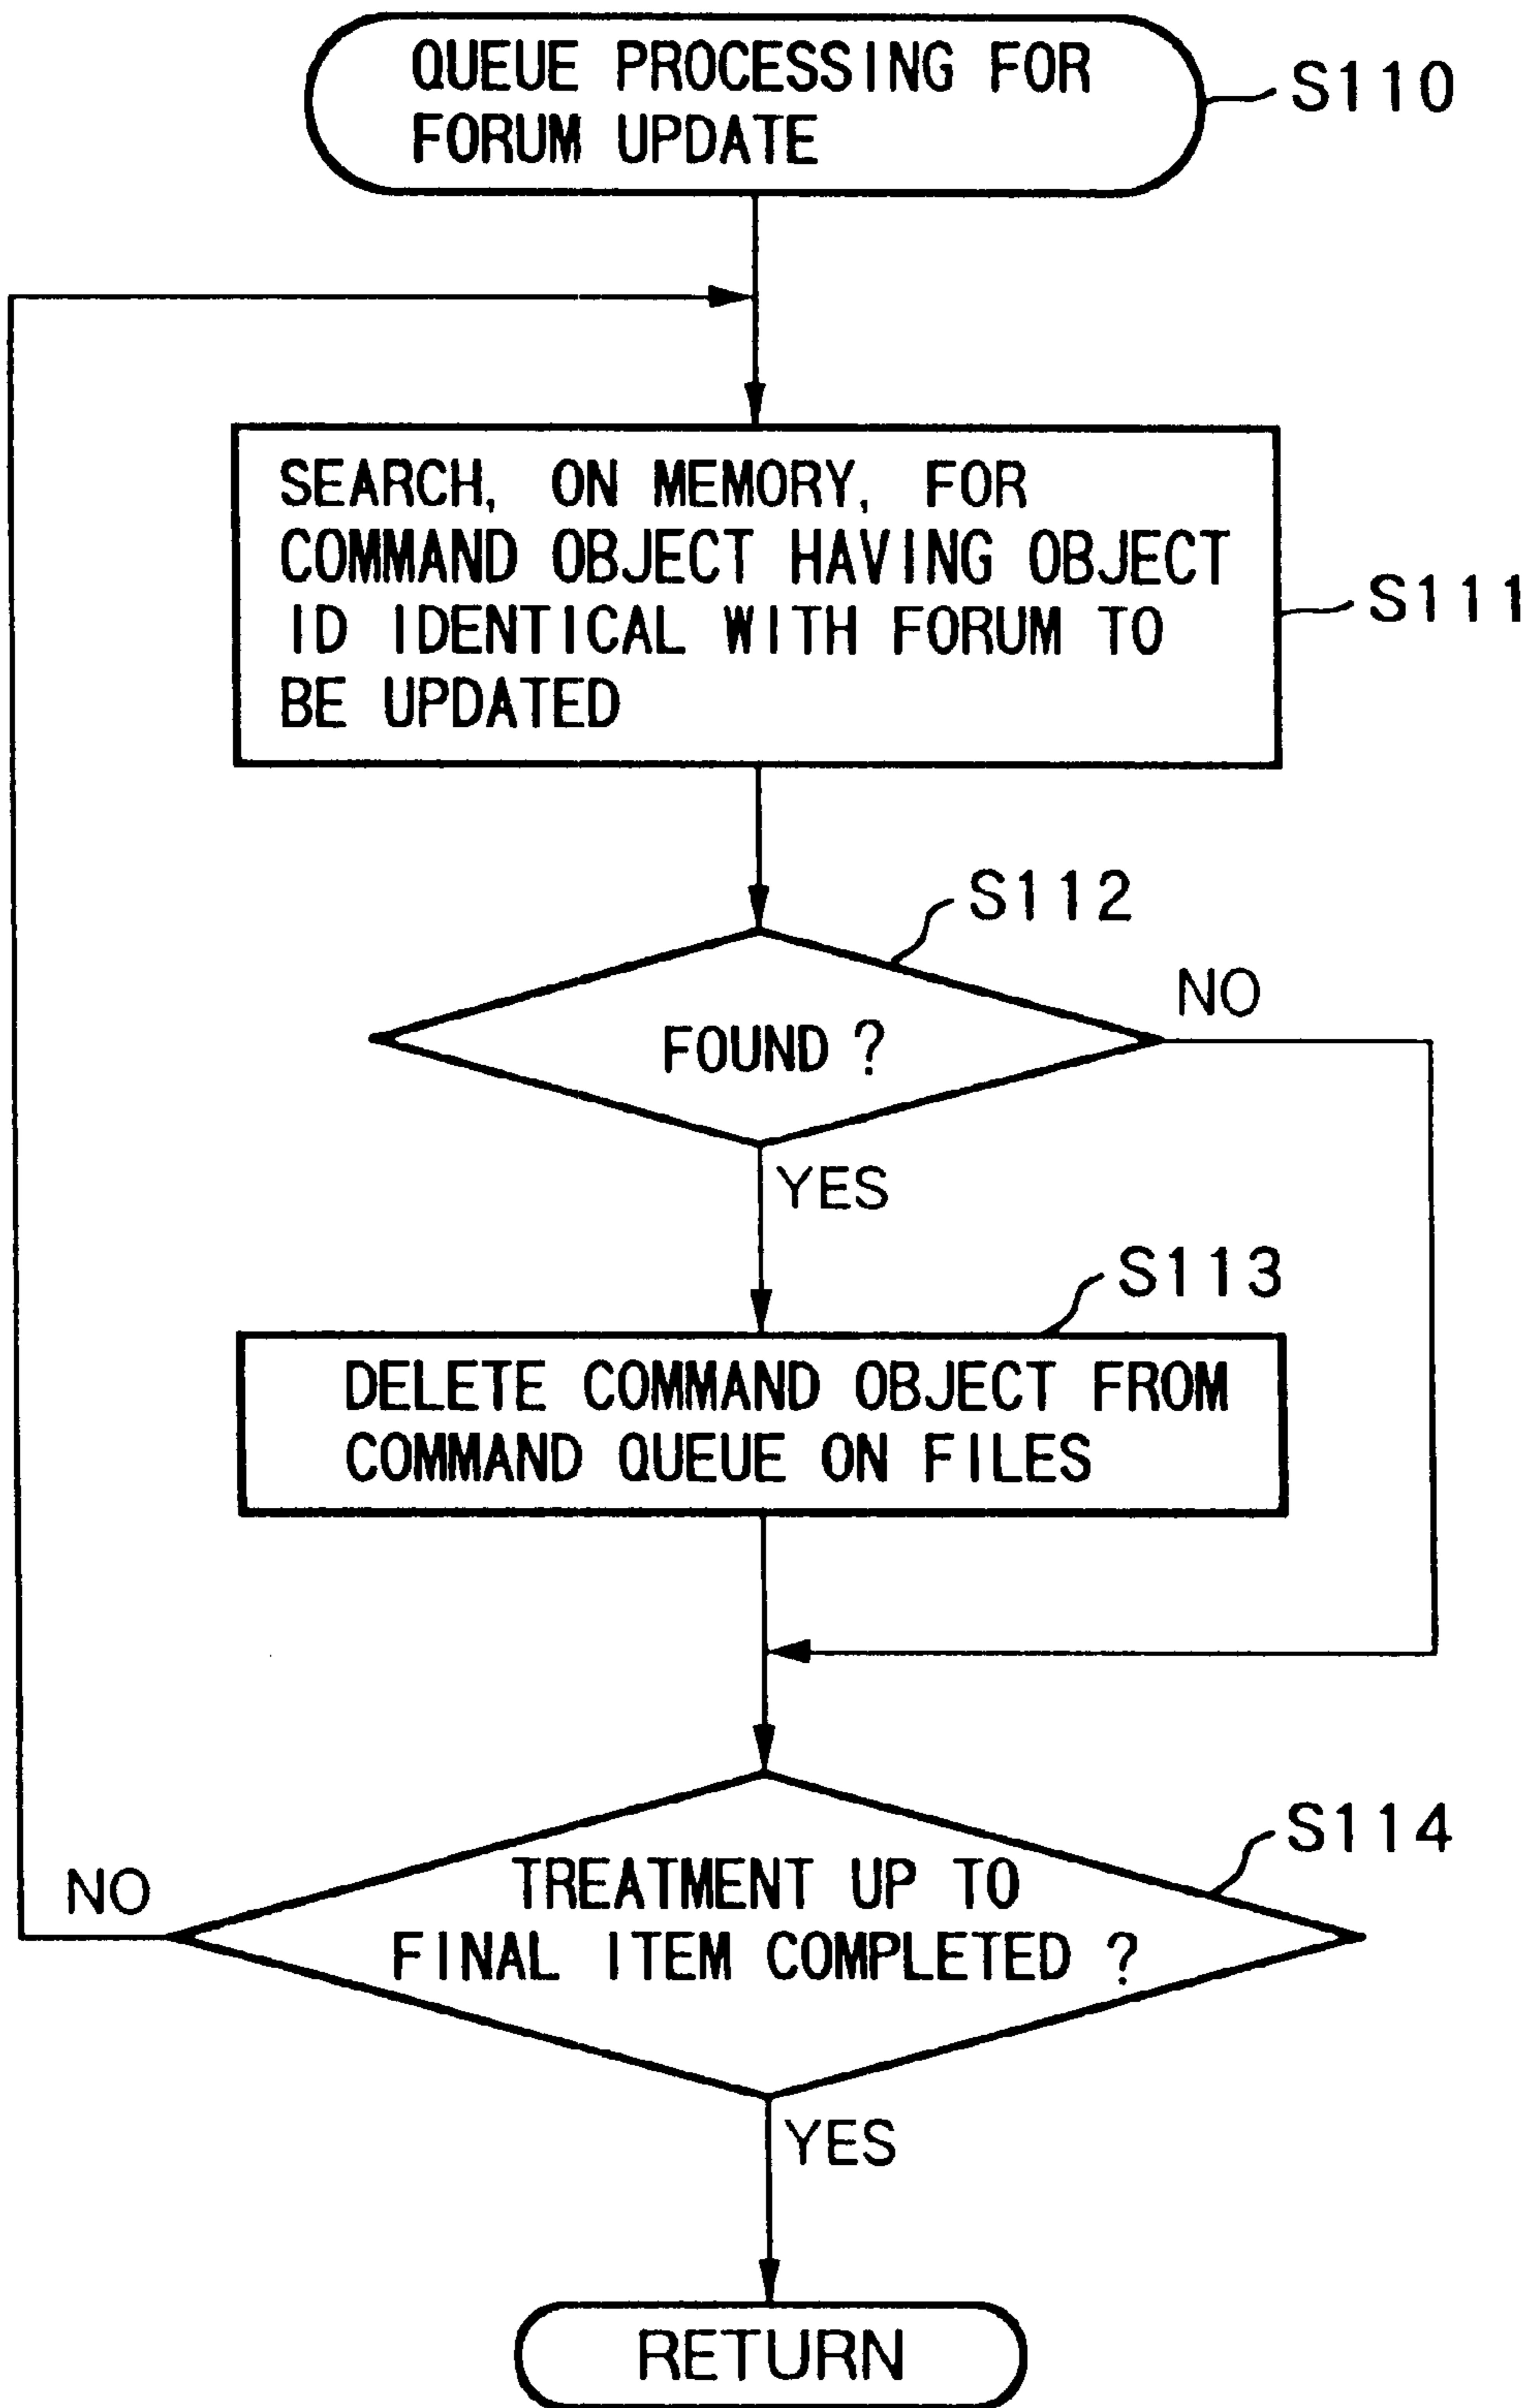 QUEUE PROCESSING FOR
FORUM UPDATE
S110
SEARCH, ON MEMORY, FOR
COMMAND OBJECT HAVING OBJECT
ID IDENTICAL WITH FORUM TO
BE UPDATED
S111
S112
FOUND ?
NO
YES
S113
DELETE COMMAND OBJECT FROM
COMMAND QUEUE ON FILES
S114
TREATMENT UP TO
FINAL ITEM COMPLETED ?
NO
YES
RETURN